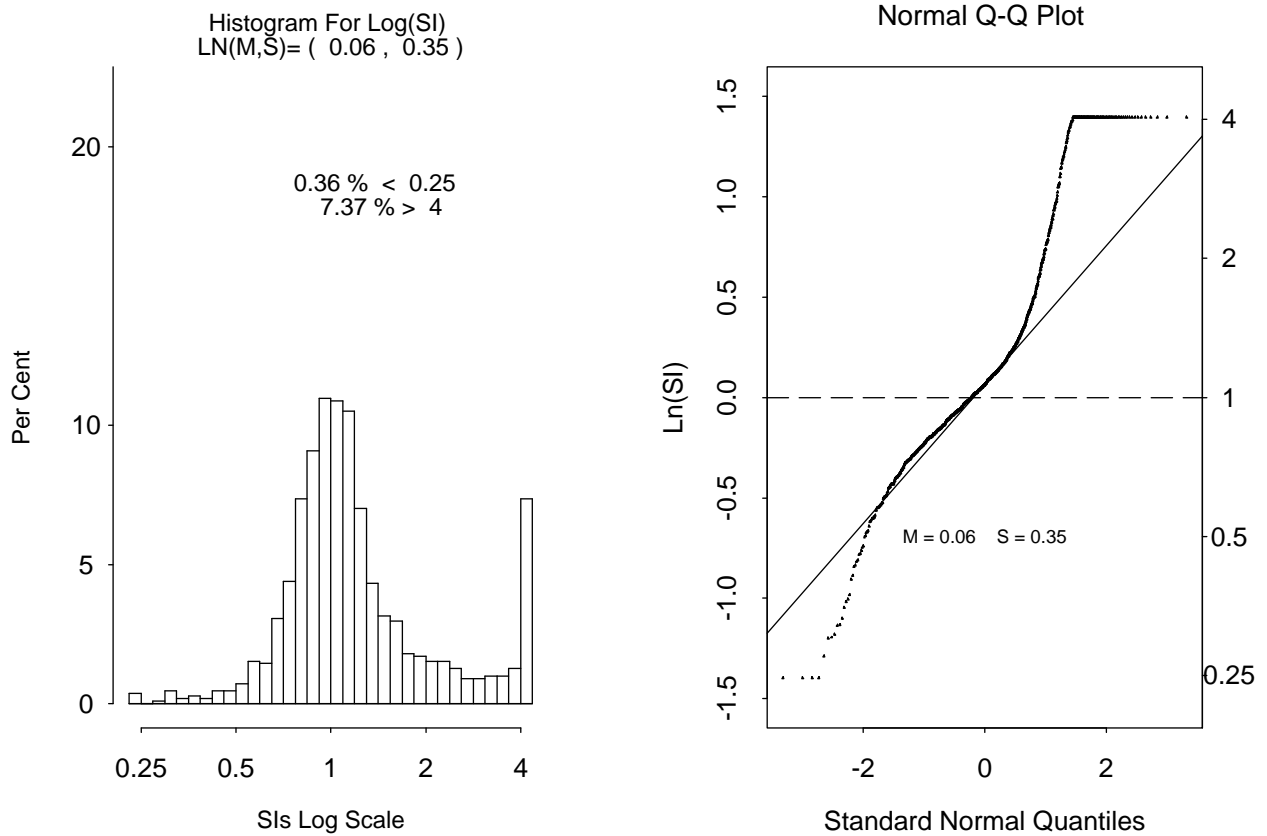 Histogram For Log(SI)
LN(M,S)= ( 0.06 , 0.35 )
20
10
5
0
Per Cent
0.36 % < 0.25
7.37 % > 4
0.25 0.5 1 2 4
SIs Log Scale
Normal Q-Q Plot
1.5
1.0
0.5
0.0
-0.5
-1.0
-1.5
Ln(SI)
4
2
1
0.5
0.25
M = 0.06 S = 0.35
-2 0 2
Standard Normal Quantiles